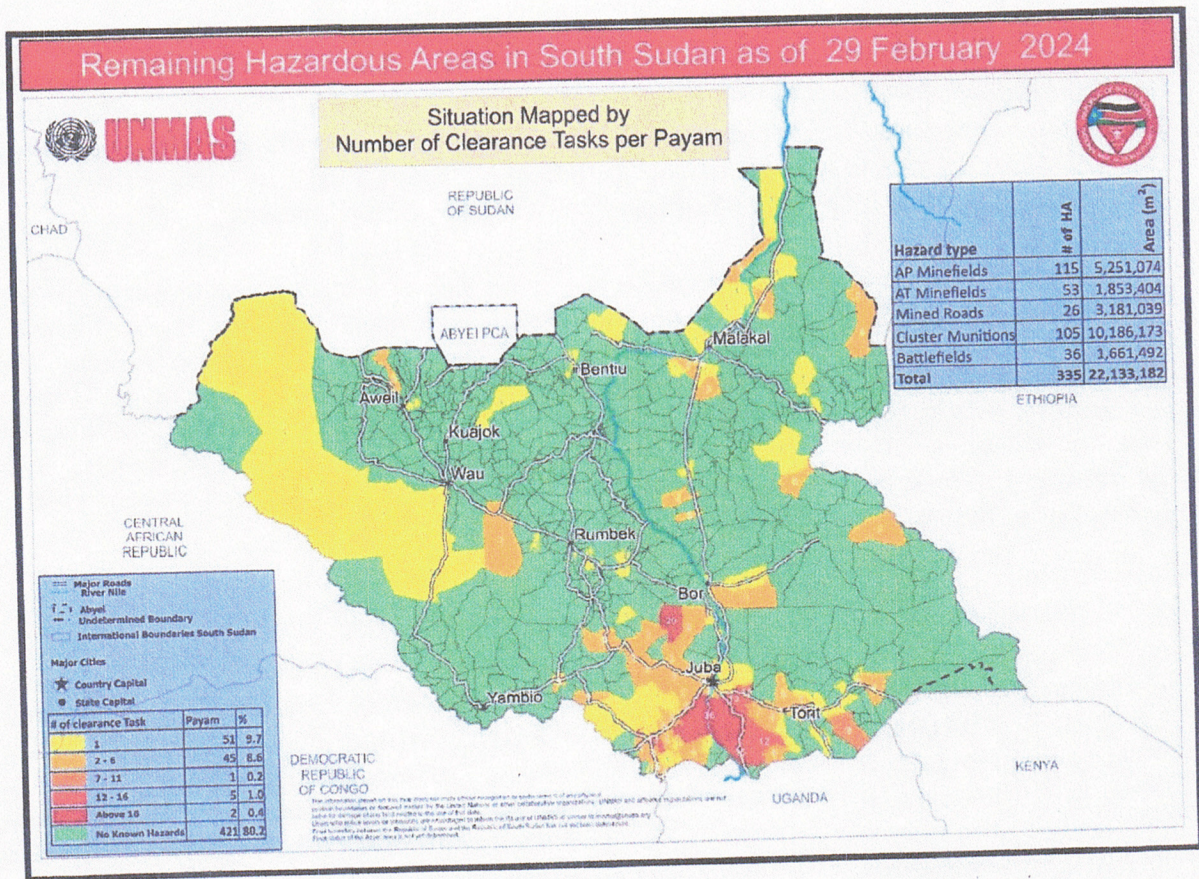 Remaining Hazardous Areas in South Sudan as of 29 February 2024
UNMAS
Situation Mapped by
Number of Clearance Tasks per Payam
REPUBLIC
OF SUDAN
CHAD
Hazard type # of HA Area (m²)
AP Minefields 115 5,251,074
AT Minefields 53 1,853,404
Mined Roads 26 3,181,039
Cluster Munitions 105 10,186,173
Battlefields 36 1,661,492
Total 335 22,133,182
ABYEI PCA
Malakal
Bentiu
ETHIOPIA
Aweil
Kuajok
Wau
CENTRAL
AFRICAN
REPUBLIC
Rumbek
Bor
20
Juba
Yambio
Torit
12
Major Roads
River Nile
Abyei
Undetermined Boundary
International Boundaries South Sudan
Major Cities
Country Capital
State Capital
# of clearance Task Payam %
1 51 9.7
2 - 6 45 8.6
7 - 11 1 0.2
12 - 16 5 1.0
Above 16 2 0.4
No Known Hazards 421 80.2
DEMOCRATIC
REPUBLIC
OF CONGO
UGANDA
KENYA